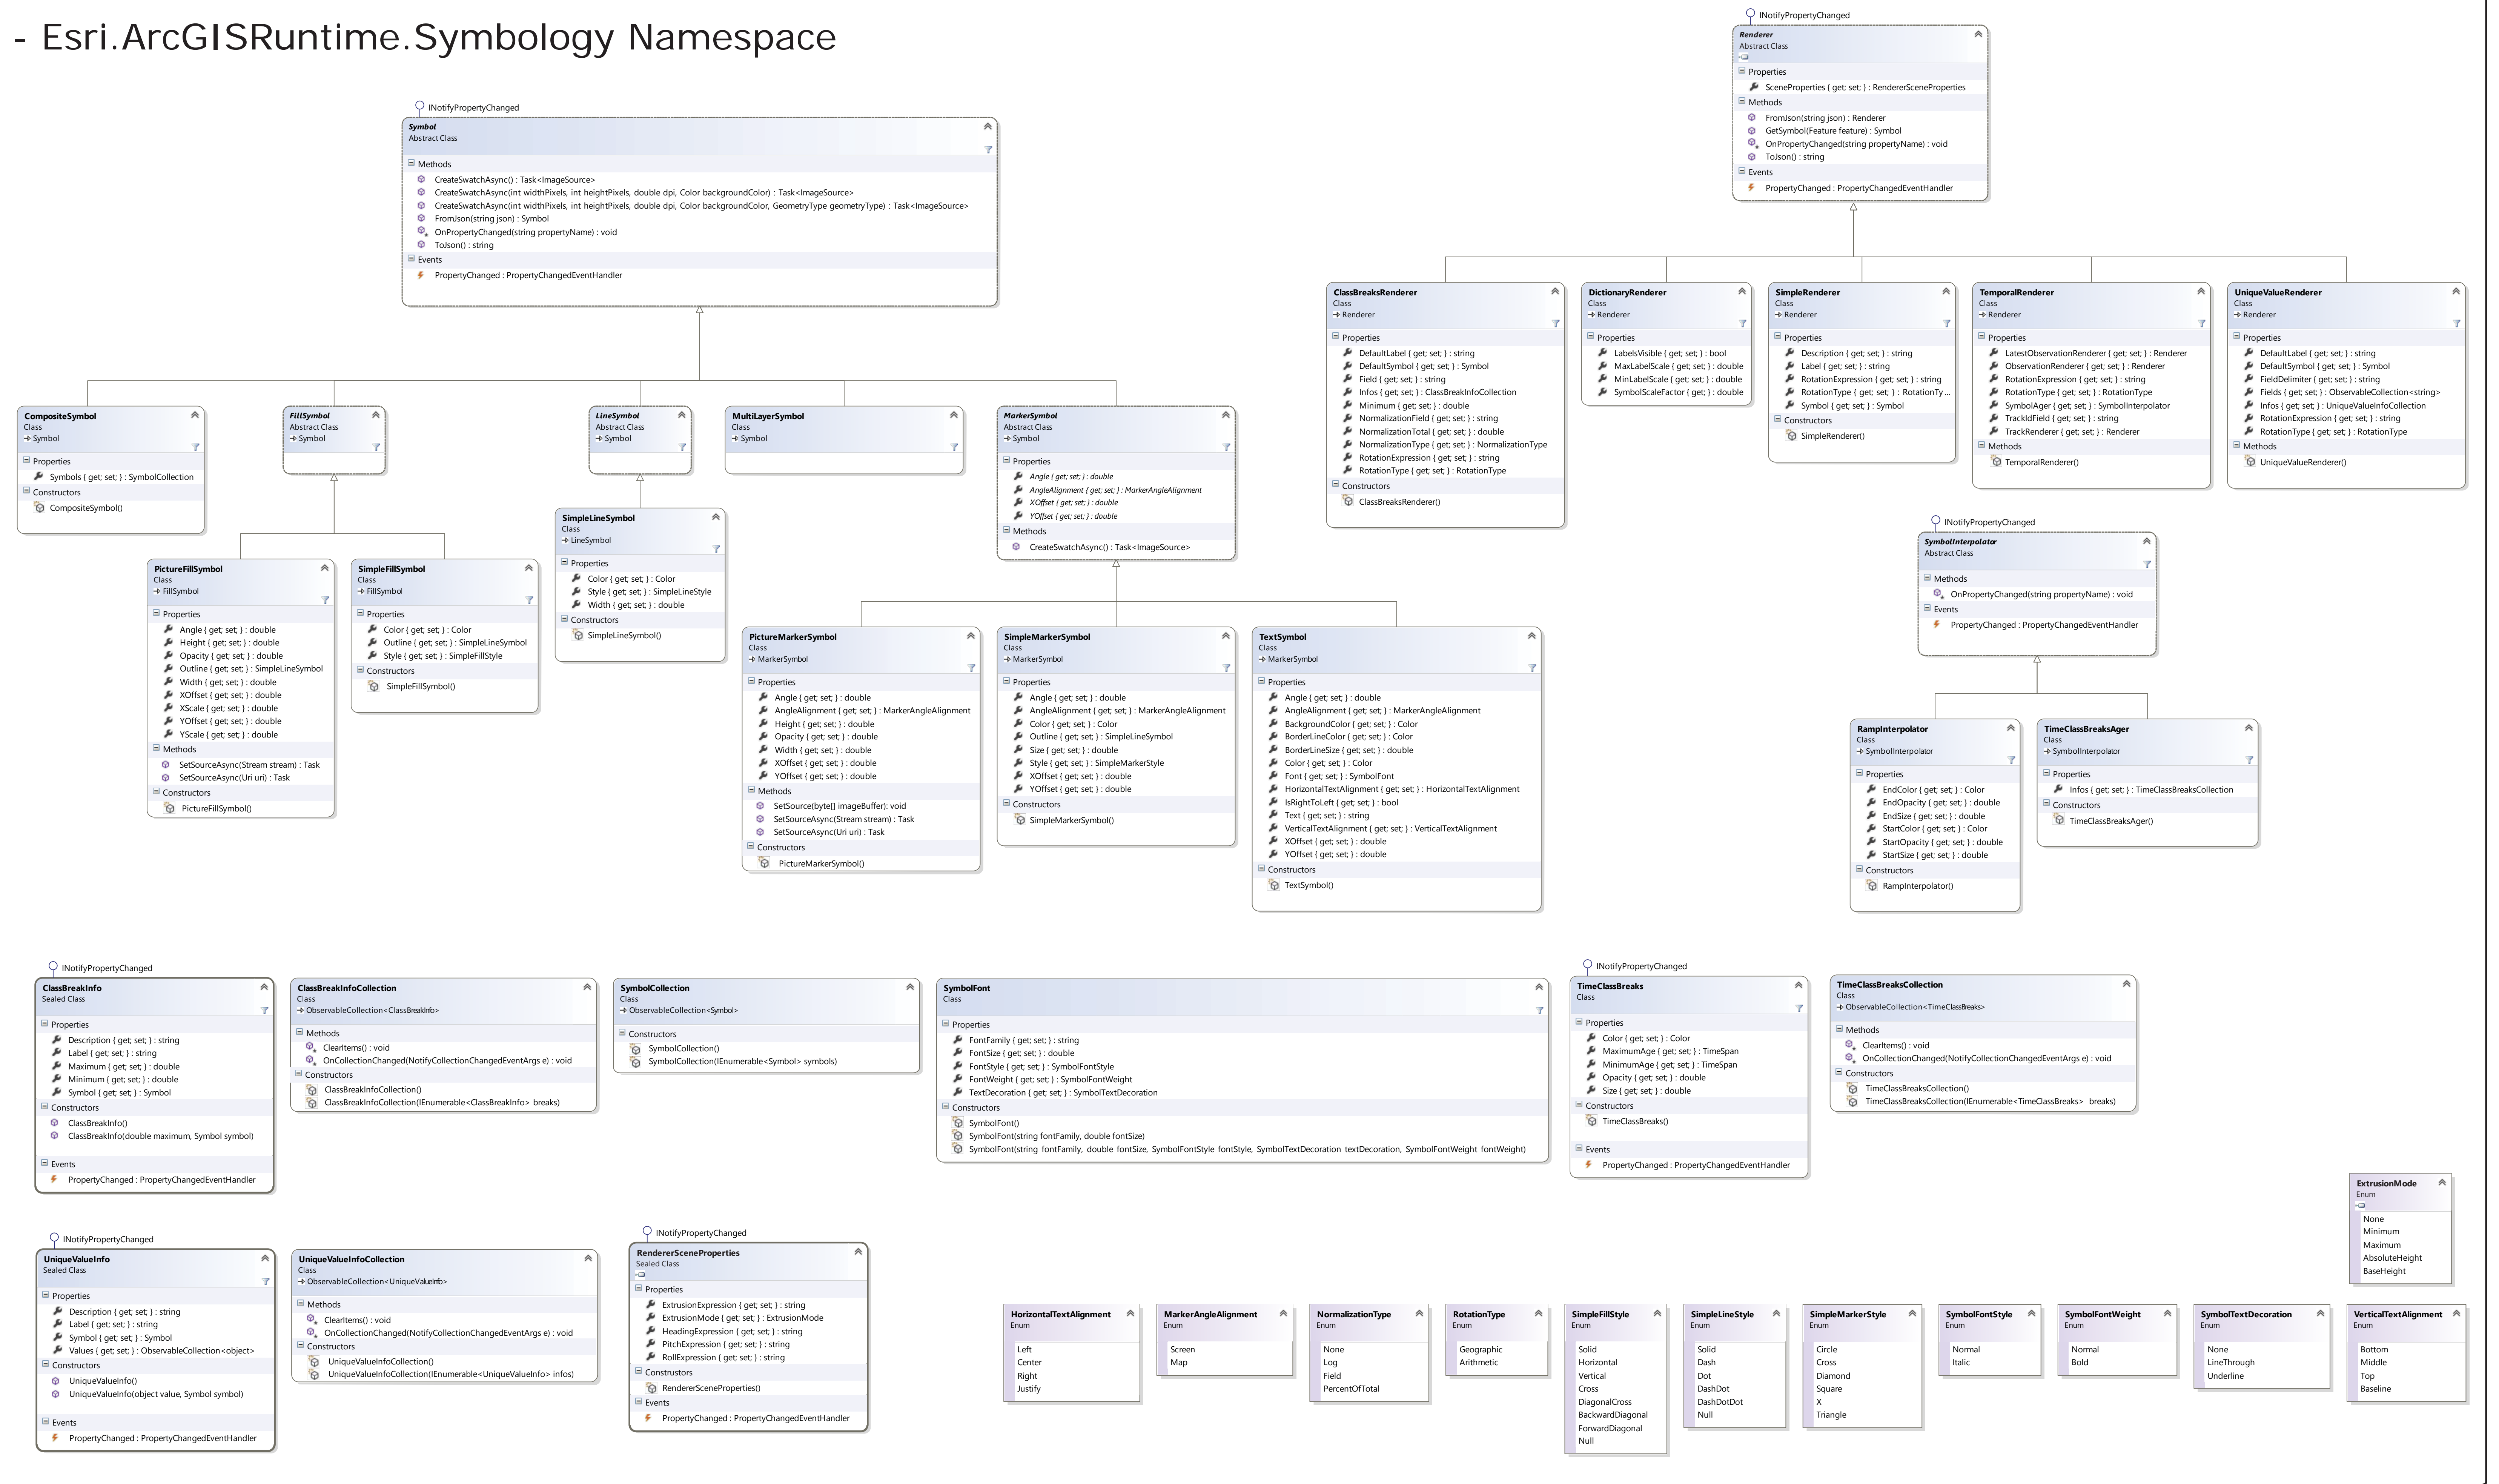 - Esri.ArcGISRuntime.Symbology Namespace
INotifyPropertyChanged
Renderer
Abstract Class
Properties
SceneProperties { get; set; } : RendererSceneProperties
Methods
FromJson(string json) : Renderer
GetSymbol(Feature feature) : Symbol
OnPropertyChanged(string propertyName) : void
ToJson() : string
Events
PropertyChanged : PropertyChangedEventHandler
INotifyPropertyChanged
Symbol
Abstract Class
Methods
CreateSwatchAsync() : Task<ImageSource>
CreateSwatchAsync(int widthPixels, int heightPixels, double dpi, Color backgroundColor) : Task<ImageSource>
CreateSwatchAsync(int widthPixels, int heightPixels, double dpi, Color backgroundColor, GeometryType geometryType) : Task<ImageSource>
FromJson(string json) : Symbol
OnPropertyChanged(string propertyName) : void
ToJson() : string
Events
PropertyChanged : PropertyChangedEventHandler
ClassBreaksRenderer
Class
Renderer
Properties
DefaultLabel { get; set; } : string
DefaultSymbol { get; set; } : Symbol
Field { get; set; } : string
Infos { get; set; } : ClassBreakInfoCollection
Minimum { get; set; } : double
NormalizationField { get; set; } : string
NormalizationTotal { get; set; } : double
NormalizationType { get; set; } : NormalizationType
RotationExpression { get; set; } : string
RotationType { get; set; } : RotationType
Constructors
ClassBreaksRenderer()
DictionaryRenderer
Class
Renderer
Properties
LabelsVisible { get; set; } : bool
MaxLabelScale { get; set; } : double
MinLabelScale { get; set; } : double
SymbolScaleFactor { get; set; } : double
SimpleRenderer
Class
Renderer
Properties
Description { get; set; } : string
Label { get; set; } : string
RotationExpression { get; set; } : string
RotationType { get; set; } : RotationTy...
Symbol { get; set; } : Symbol
Constructors
SimpleRenderer()
TemporalRenderer
Class
Renderer
Properties
LatestObservationRenderer { get; set; } : Renderer
ObservationRenderer { get; set; } : Renderer
RotationExpression { get; set; } : string
RotationType { get; set; } : RotationType
SymbolAger { get; set; } : SymbolInterpolator
TrackIdField { get; set; } : string
TrackRenderer { get; set; } : Renderer
Methods
TemporalRenderer()
UniqueValueRenderer
Class
Renderer
Properties
DefaultLabel { get; set; } : string
DefaultSymbol { get; set; } : Symbol
FieldDelimiter { get; set; } : string
Fields { get; set; } : ObservableCollection<string>
Infos { get; set; } : UniqueValueInfoCollection
RotationExpression { get; set; } : string
RotationType { get; set; } : RotationType
Methods
UniqueValueRenderer()
CompositeSymbol
Class
Symbol
Properties
Symbols { get; set; } : SymbolCollection
Constructors
CompositeSymbol()
FillSymbol
Abstract Class
Symbol
LineSymbol
Abstract Class
Symbol
MultiLayerSymbol
Class
Symbol
MarkerSymbol
Abstract Class
Symbol
Properties
Angle { get; set; } : double
AngleAlignment { get; set; } : MarkerAngleAlignment
XOffset { get; set; } : double
YOffset { get; set; } : double
Methods
CreateSwatchAsync() : Task<ImageSource>
PictureFillSymbol
Class
FillSymbol
Properties
Angle { get; set; } : double
Height { get; set; } : double
Opacity { get; set; } : double
Outline { get; set; } : SimpleLineSymbol
Width { get; set; } : double
XOffset { get; set; } : double
XScale { get; set; } : double
YOffset { get; set; } : double
YScale { get; set; } : double
Methods
SetSourceAsync(Stream stream) : Task
SetSourceAsync(Uri uri) : Task
Constructors
PictureFillSymbol()
SimpleFillSymbol
Class
FillSymbol
Properties
Color { get; set; } : Color
Outline { get; set; } : SimpleLineSymbol
Style { get; set; } : SimpleFillStyle
Constructors
SimpleFillSymbol()
SimpleLineSymbol
Class
LineSymbol
Properties
Color { get; set; } : Color
Style { get; set; } : SimpleLineStyle
Width { get; set; } : double
Constructors
SimpleLineSymbol()
PictureMarkerSymbol
Class
MarkerSymbol
Properties
Angle { get; set; } : double
AngleAlignment { get; set; } : MarkerAngleAlignment
Height { get; set; } : double
Opacity { get; set; } : double
Width { get; set; } : double
XOffset { get; set; } : double
YOffset { get; set; } : double
Methods
SetSource(byte[] imageBuffer): void
SetSourceAsync(Stream stream) : Task
SetSourceAsync(Uri uri) : Task
Constructors
PictureMarkerSymbol()
SimpleMarkerSymbol
Class
MarkerSymbol
Properties
Angle { get; set; } : double
AngleAlignment { get; set; } : MarkerAngleAlignment
Color { get; set; } : Color
Outline { get; set; } : SimpleLineSymbol
Size { get; set; } : double
Style { get; set; } : SimpleMarkerStyle
XOffset { get; set; } : double
YOffset { get; set; } : double
Constructors
SimpleMarkerSymbol()
TextSymbol
Class
MarkerSymbol
Properties
Angle { get; set; } : double
AngleAlignment { get; set; } : MarkerAngleAlignment
BackgroundColor { get; set; } : Color
BorderLineColor { get; set; } : Color
BorderLineSize { get; set; } : double
Color { get; set; } : Color
Font { get; set; } : SymbolFont
HorizontalTextAlignment { get; set; } : HorizontalTextAlignment
IsRightToLeft { get; set; } : bool
Text { get; set; } : string
VerticalTextAlignment { get; set; } : VerticalTextAlignment
XOffset { get; set; } : double
YOffset { get; set; } : double
Constructors
TextSymbol()
INotifyPropertyChanged
SymbolInterpolator
Abstract Class
Methods
OnPropertyChanged(string propertyName) : void
Events
PropertyChanged : PropertyChangedEventHandler
RampInterpolator
Class
SymbolInterpolator
Properties
EndColor { get; set; } : Color
EndOpacity { get; set; } : double
EndSize { get; set; } : double
StartColor { get; set; } : Color
StartOpacity { get; set; } : double
StartSize { get; set; } : double
Constructors
RampInterpolator()
TimeClassBreaksAger
Class
SymbolInterpolator
Properties
Infos { get; set; } : TimeClassBreaksCollection
Constructors
TimeClassBreaksAger()
INotifyPropertyChanged
ClassBreakInfo
Sealed Class
Properties
Description { get; set; } : string
Label { get; set; } : string
Maximum { get; set; } : double
Minimum { get; set; } : double
Symbol { get; set; } : Symbol
Constructors
ClassBreakInfo()
ClassBreakInfo(double maximum, Symbol symbol)
Events
PropertyChanged : PropertyChangedEventHandler
ClassBreakInfoCollection
Class
ObservableCollection<ClassBreakInfo>
Methods
ClearItems() : void
OnCollectionChanged(NotifyCollectionChangedEventArgs e) : void
Constructors
ClassBreakInfoCollection()
ClassBreakInfoCollection(IEnumerable<ClassBreakInfo> breaks)
SymbolCollection
Class
ObservableCollection<Symbol>
Constructors
SymbolCollection()
SymbolCollection(IEnumerable<Symbol> symbols)
SymbolFont
Class
Properties
FontFamily { get; set; } : string
FontSize { get; set; } : double
FontStyle { get; set; } : SymbolFontStyle
FontWeight { get; set; } : SymbolFontWeight
TextDecoration { get; set; } : SymbolTextDecoration
Constructors
SymbolFont()
SymbolFont(string fontFamily, double fontSize)
SymbolFont(string fontFamily, double fontSize, SymbolFontStyle fontStyle, SymbolTextDecoration textDecoration, SymbolFontWeight fontWeight)
INotifyPropertyChanged
TimeClassBreaks
Class
Properties
Color { get; set; } : Color
MaximumAge { get; set; } : TimeSpan
MinimumAge { get; set; } : TimeSpan
Opacity { get; set; } : double
Size { get; set; } : double
Constructors
TimeClassBreaks()
Events
PropertyChanged : PropertyChangedEventHandler
TimeClassBreaksCollection
Class
ObservableCollection<TimeClassBreaks>
Methods
ClearItems() : void
OnCollectionChanged(NotifyCollectionChangedEventArgs e) : void
Constructors
TimeClassBreaksCollection()
TimeClassBreaksCollection(IEnumerable<TimeClassBreaks> breaks)
ExtrusionMode
Enum
None
Minimum
Maximum
AbsoluteHeight
BaseHeight
INotifyPropertyChanged
UniqueValueInfo
Sealed Class
Properties
Description { get; set; } : string
Label { get; set; } : string
Symbol { get; set; } : Symbol
Values { get; set; } : ObservableCollection<object>
Constructors
UniqueValueInfo()
UniqueValueInfo(object value, Symbol symbol)
Events
PropertyChanged : PropertyChangedEventHandler
UniqueValueInfoCollection
Class
ObservableCollection<UniqueValueInfo>
Methods
ClearItems() : void
OnCollectionChanged(NotifyCollectionChangedEventArgs e) : void
Constructors
UniqueValueInfoCollection()
UniqueValueInfoCollection(IEnumerable<UniqueValueInfo> infos)
INotifyPropertyChanged
RendererSceneProperties
Sealed Class
Properties
ExtrusionExpression { get; set; } : string
ExtrusionMode { get; set; } : ExtrusionMode
HeadingExpression { get; set; } : string
PitchExpression { get; set; } : string
RollExpression { get; set; } : string
Construstors
RendererSceneProperties()
Events
PropertyChanged : PropertyChangedEventHandler
HorizontalTextAlignment
Enum
Left
Center
Right
Justify
MarkerAngleAlignment
Enum
Screen
Map
NormalizationType
Enum
None
Log
Field
PercentOfTotal
RotationType
Enum
Geographic
Arithmetic
SimpleFillStyle
Enum
Solid
Horizontal
Vertical
Cross
DiagonalCross
BackwardDiagonal
ForwardDiagonal
Null
SimpleLineStyle
Enum
Solid
Dash
Dot
DashDot
DashDotDot
Null
SimpleMarkerStyle
Enum
Circle
Cross
Diamond
Square
X
Triangle
SymbolFontStyle
Enum
Normal
Italic
SymbolFontWeight
Enum
Normal
Bold
SymbolTextDecoration
Enum
None
LineThrough
Underline
VerticalTextAlignment
Enum
Bottom
Middle
Top
Baseline